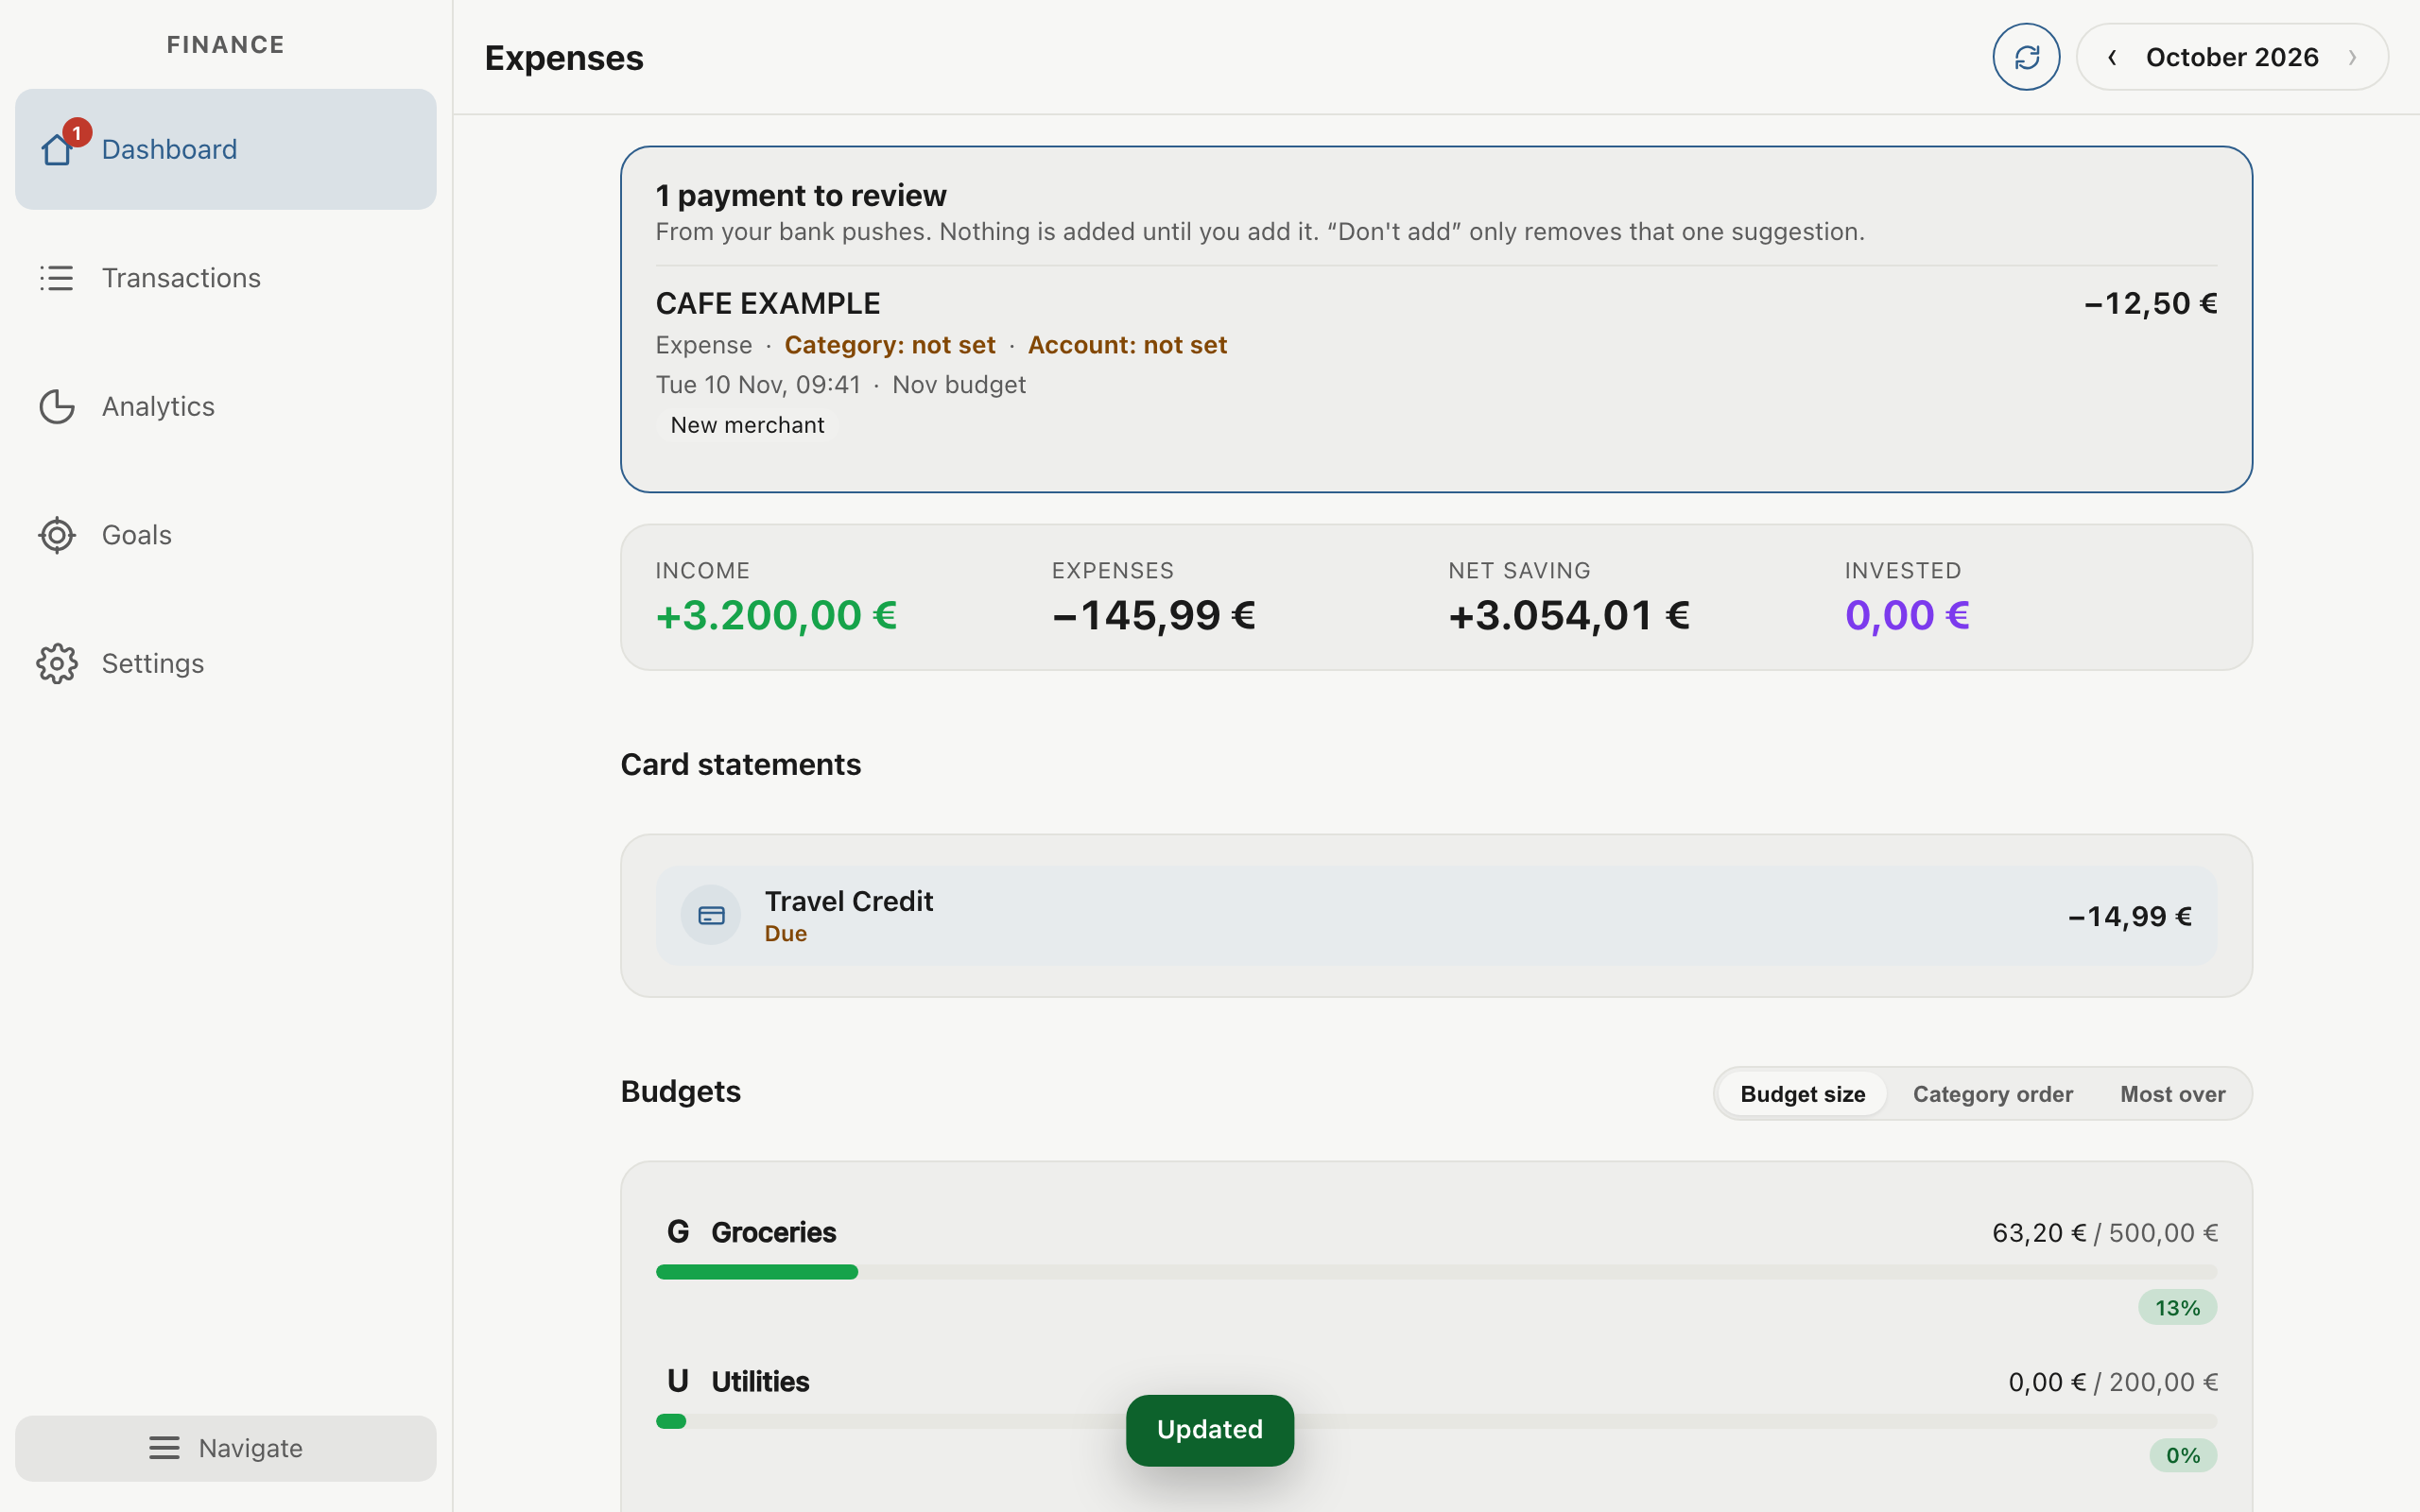 FINANCE
1
Dashboard
Transactions
Analytics
Goals
Settings
Navigate
Expenses
‹ October 2026 ›
1 payment to review
From your bank pushes. Nothing is added until you add it. “Don't add” only removes that one suggestion.
CAFE EXAMPLE −12,50 €
Expense · Category: not set · Account: not set
Tue 10 Nov, 09:41 · Nov budget
New merchant
INCOME EXPENSES NET SAVING INVESTED
+3.200,00 € −145,99 € +3.054,01 € 0,00 €
Card statements
Travel Credit −14,99 €
Due
Budgets Budget size Category order Most over
G Groceries 63,20 € / 500,00 €
13%
U Utilities 0,00 € / 200,00 €
Updated
0%